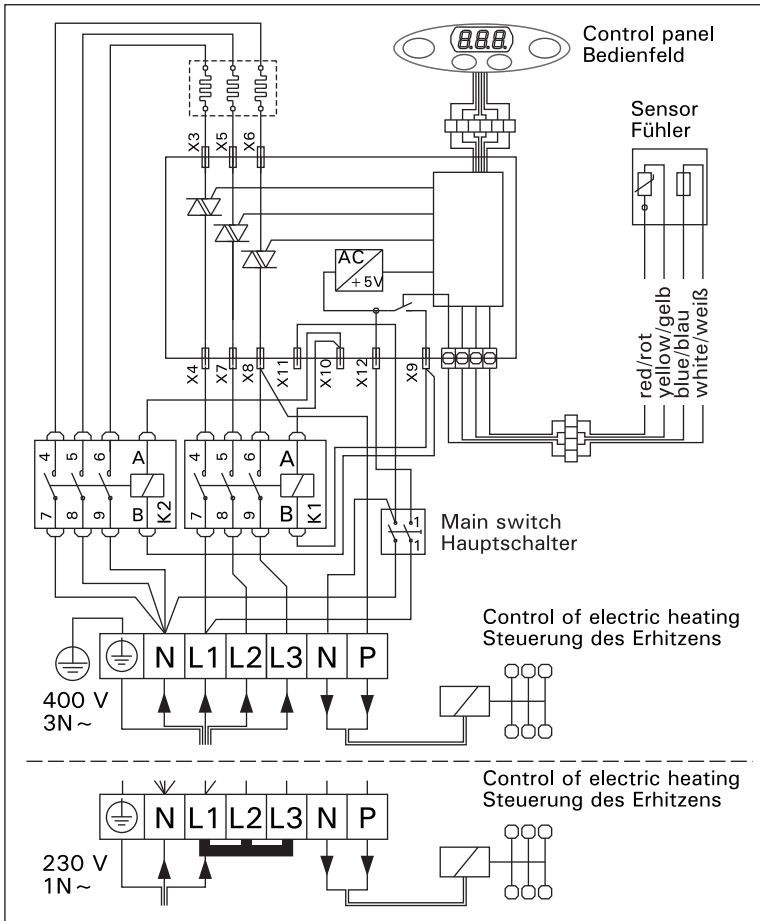 8.8.8.
Control panel
Bedienfeld
Sensor
Fühler
X3 X5 X6
AC
+5V
X4 X7 X8 X11 X10 X12 X9
red/rot
yellow/gelb
blue/blau
white/weiß
4 5 6 A
7 8 9 B K2
4 5 6 A
7 8 9 B K1
1
1
Main switch
Hauptschalter
Control of electric heating
Steuerung des Erhitzens
N L1 L2 L3 N P
400 V
3N~
Control of electric heating
Steuerung des Erhitzens
N L1 L2 L3 N P
230 V
1N~